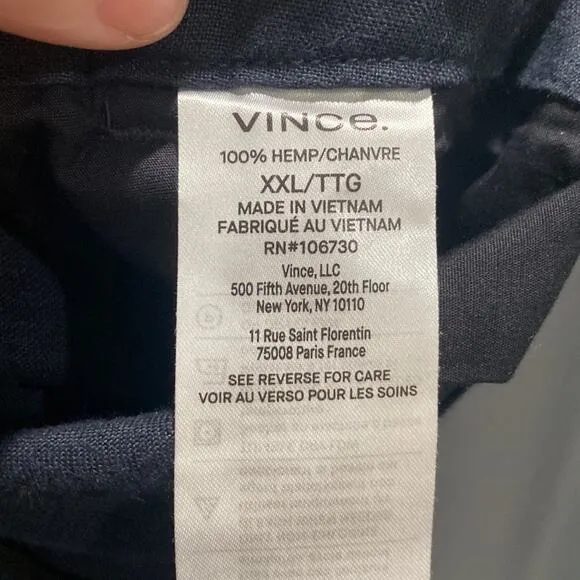 VINCe.
100% HEMP/CHANVRE
XXL/TTG
MADE IN VIETNAM
FABRIQUÉ AU VIETNAM
RN#106730
Vince, LLC
500 Fifth Avenue, 20th Floor
New York, NY 10110
11 Rue Saint Florentin
75008 Paris France
SEE REVERSE FOR CARE
VOIR AU VERSO POUR LES SOINS